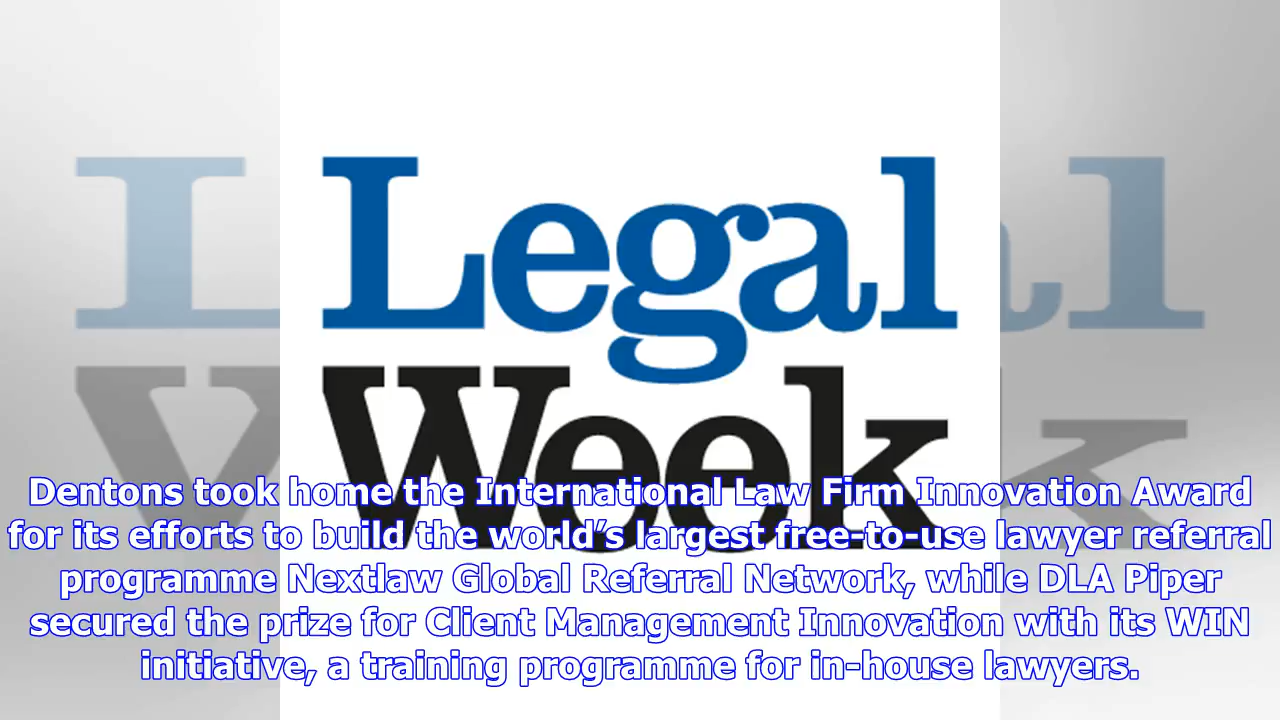 Legal
Week
Dentons took home the International Law Firm Innovation Award
for its efforts to build the world’s largest free-to-use lawyer referral
programme Nextlaw Global Referral Network, while DLA Piper
secured the prize for Client Management Innovation with its WIN
initiative, a training programme for in-house lawyers.